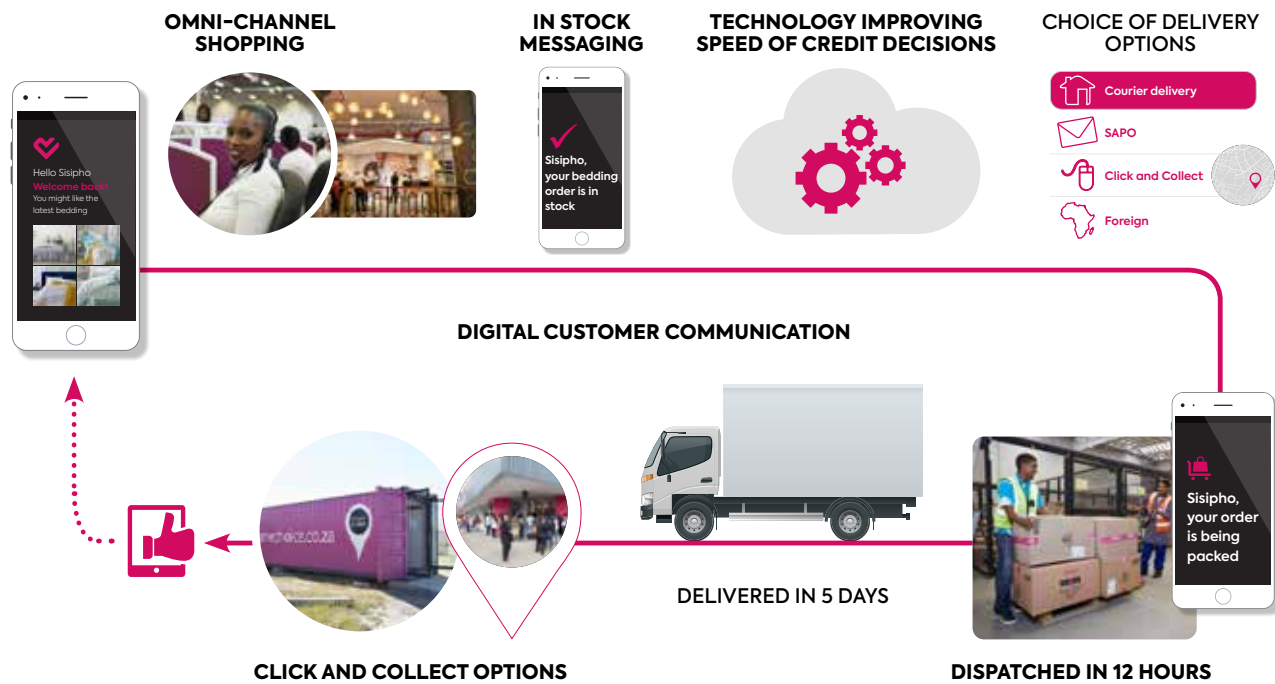 OMNI-CHANNEL
SHOPPING
IN STOCK
MESSAGING
TECHNOLOGY IMPROVING
SPEED OF CREDIT DECISIONS
CHOICE OF DELIVERY
OPTIONS
Hello Sisipho
Welcome back!
You might like the
latest bedding
Sisipho,
your bedding
order is in
stock
Courier delivery
SAPO
Click and Collect
Foreign
DIGITAL CUSTOMER COMMUNICATION
Sisipho,
your order
is being
packed
DELIVERED IN 5 DAYS
CLICK AND COLLECT OPTIONS
DISPATCHED IN 12 HOURS